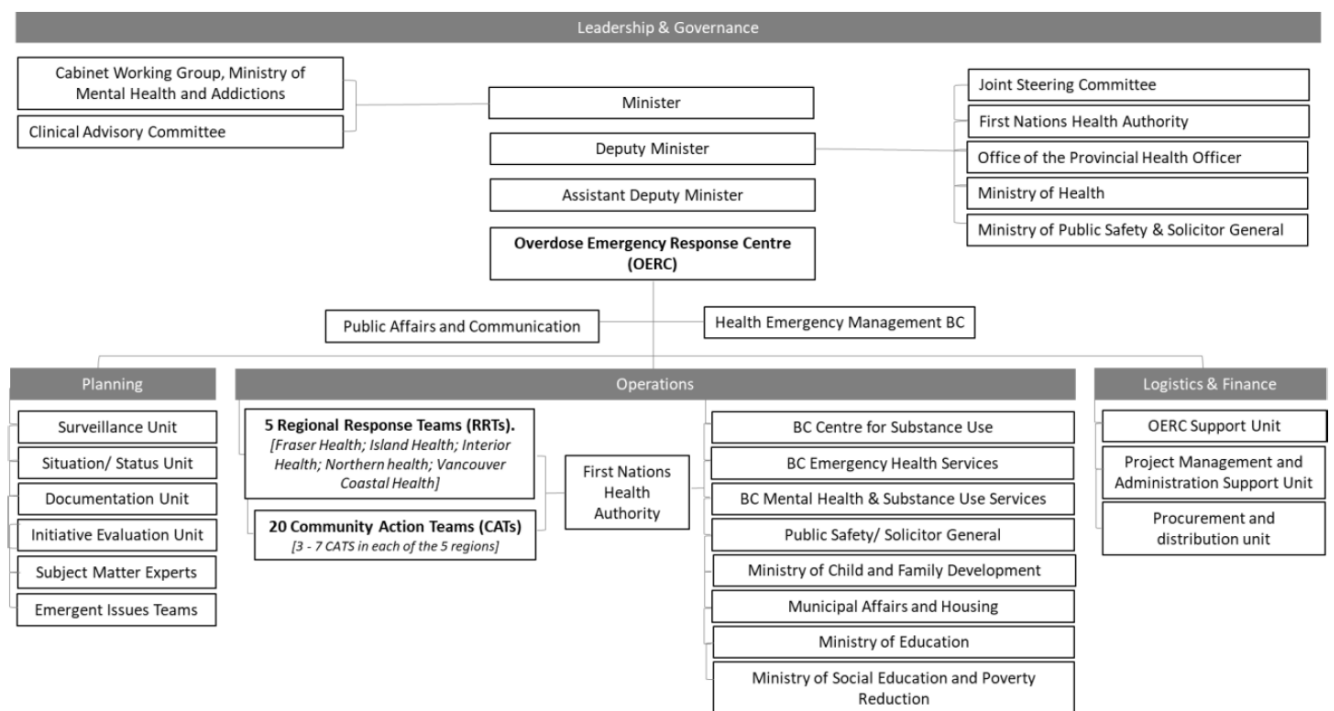 Leadership & Governance
Cabinet Working Group, Ministry of
Mental Health and Addictions
Clinical Advisory Committee
Minister
Deputy Minister
Assistant Deputy Minister
Overdose Emergency Response Centre
(OERC)
Joint Steering Committee
First Nations Health Authority
Office of the Provincial Health Officer
Ministry of Health
Ministry of Public Safety & Solicitor General
Public Affairs and Communication
Health Emergency Management BC
Planning
Surveillance Unit
Situation/ Status Unit
Documentation Unit
Initiative Evaluation Unit
Subject Matter Experts
Emergent Issues Teams
Operations
5 Regional Response Teams (RRTs).
[Fraser Health; Island Health; Interior
Health; Northern health; Vancouver
Coastal Health]
20 Community Action Teams (CATs)
[3 - 7 CATS in each of the 5 regions]
First Nations
Health
Authority
BC Centre for Substance Use
BC Emergency Health Services
BC Mental Health & Substance Use Services
Public Safety/ Solicitor General
Ministry of Child and Family Development
Municipal Affairs and Housing
Ministry of Education
Ministry of Social Education and Poverty
Reduction
Logistics & Finance
OERC Support Unit
Project Management and
Administration Support Unit
Procurement and
distribution unit